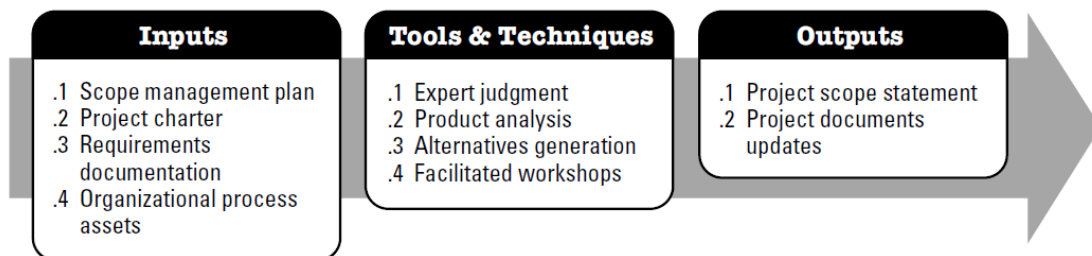 Inputs
.1 Scope management plan
.2 Project charter
.3 Requirements
documentation
.4 Organizational process
assets
Tools & Techniques
.1 Expert judgment
.2 Product analysis
.3 Alternatives generation
.4 Facilitated workshops
Outputs
.1 Project scope statement
.2 Project documents
updates